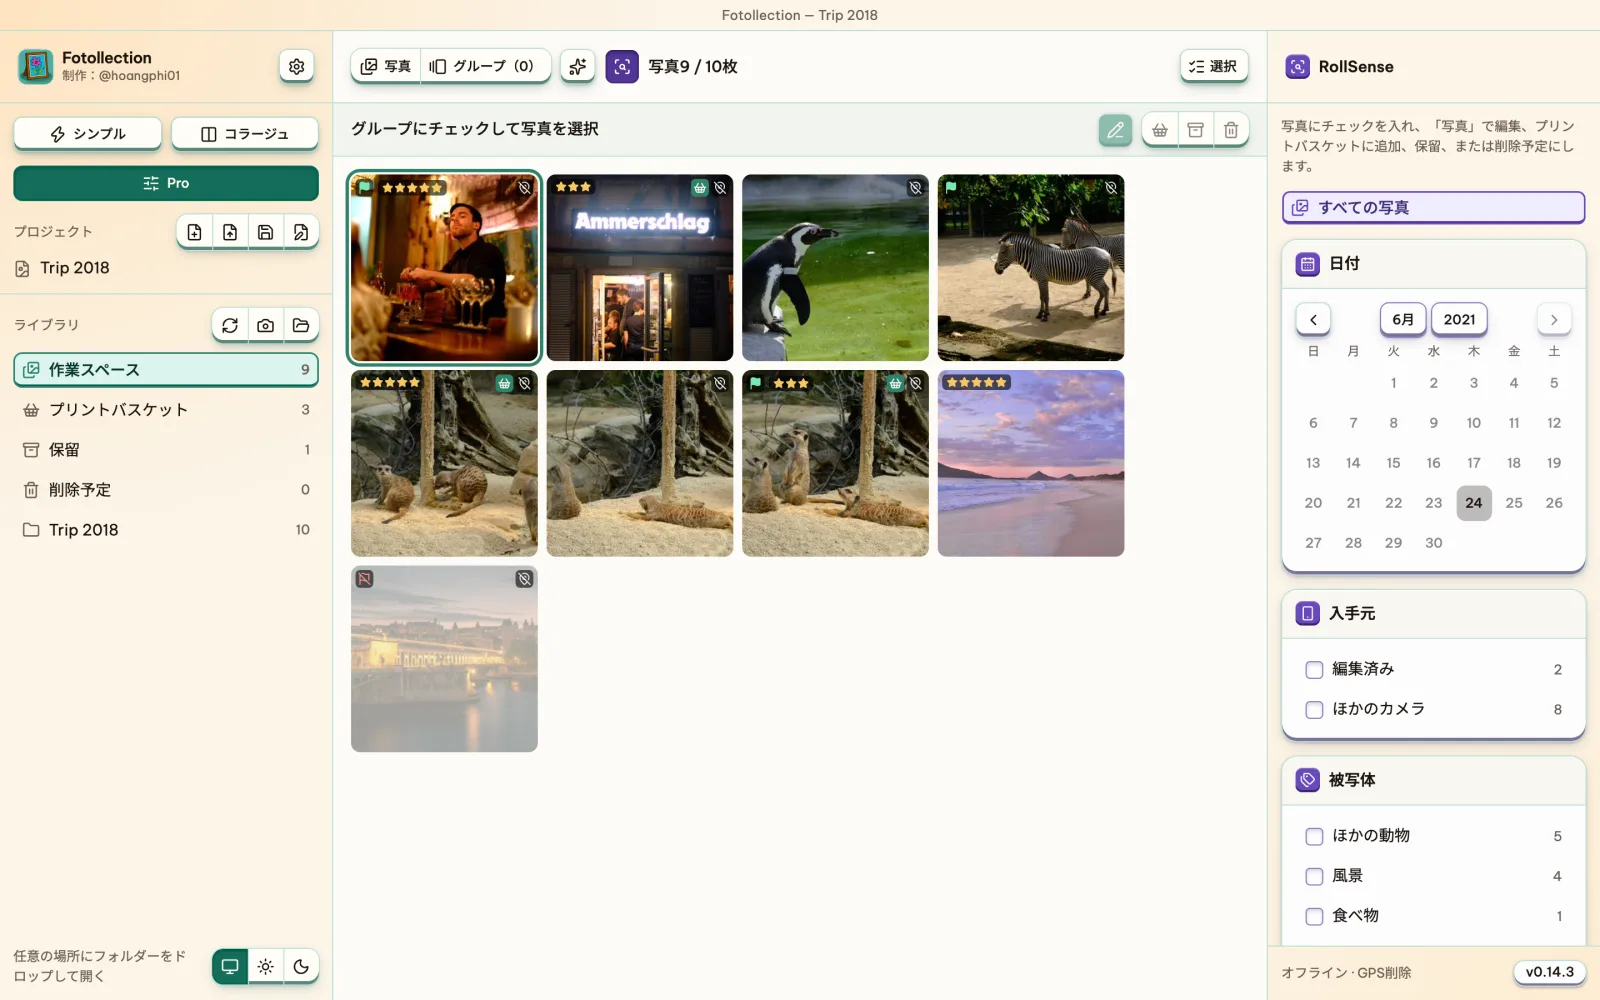 Fotollection — Trip 2018
Fotollection
制作：@hoangphi01
シンプル
コラージュ
Pro
プロジェクト
Trip 2018
ライブラリ
作業スペース 9
プリントバスケット 3
保留 1
削除予定 0
Trip 2018 10
任意の場所にフォルダーをド
ロップして開く
写真
グループ（0）
写真9 / 10枚
選択
グループにチェックして写真を選択
Ammerschlag
RollSense
写真にチェックを入れ、「写真」で編集、プリン
トバスケットに追加、保留、または削除予定にし
ます。
すべての写真
日付
6月 2021
日 月 火 水 木 金 土
1 2 3 4 5
6 7 8 9 10 11 12
13 14 15 16 17 18 19
20 21 22 23 24 25 26
27 28 29 30
入手元
編集済み 2
ほかのカメラ 8
被写体
ほかの動物 5
風景 4
食べ物 1
オフライン · GPS削除
v0.14.3